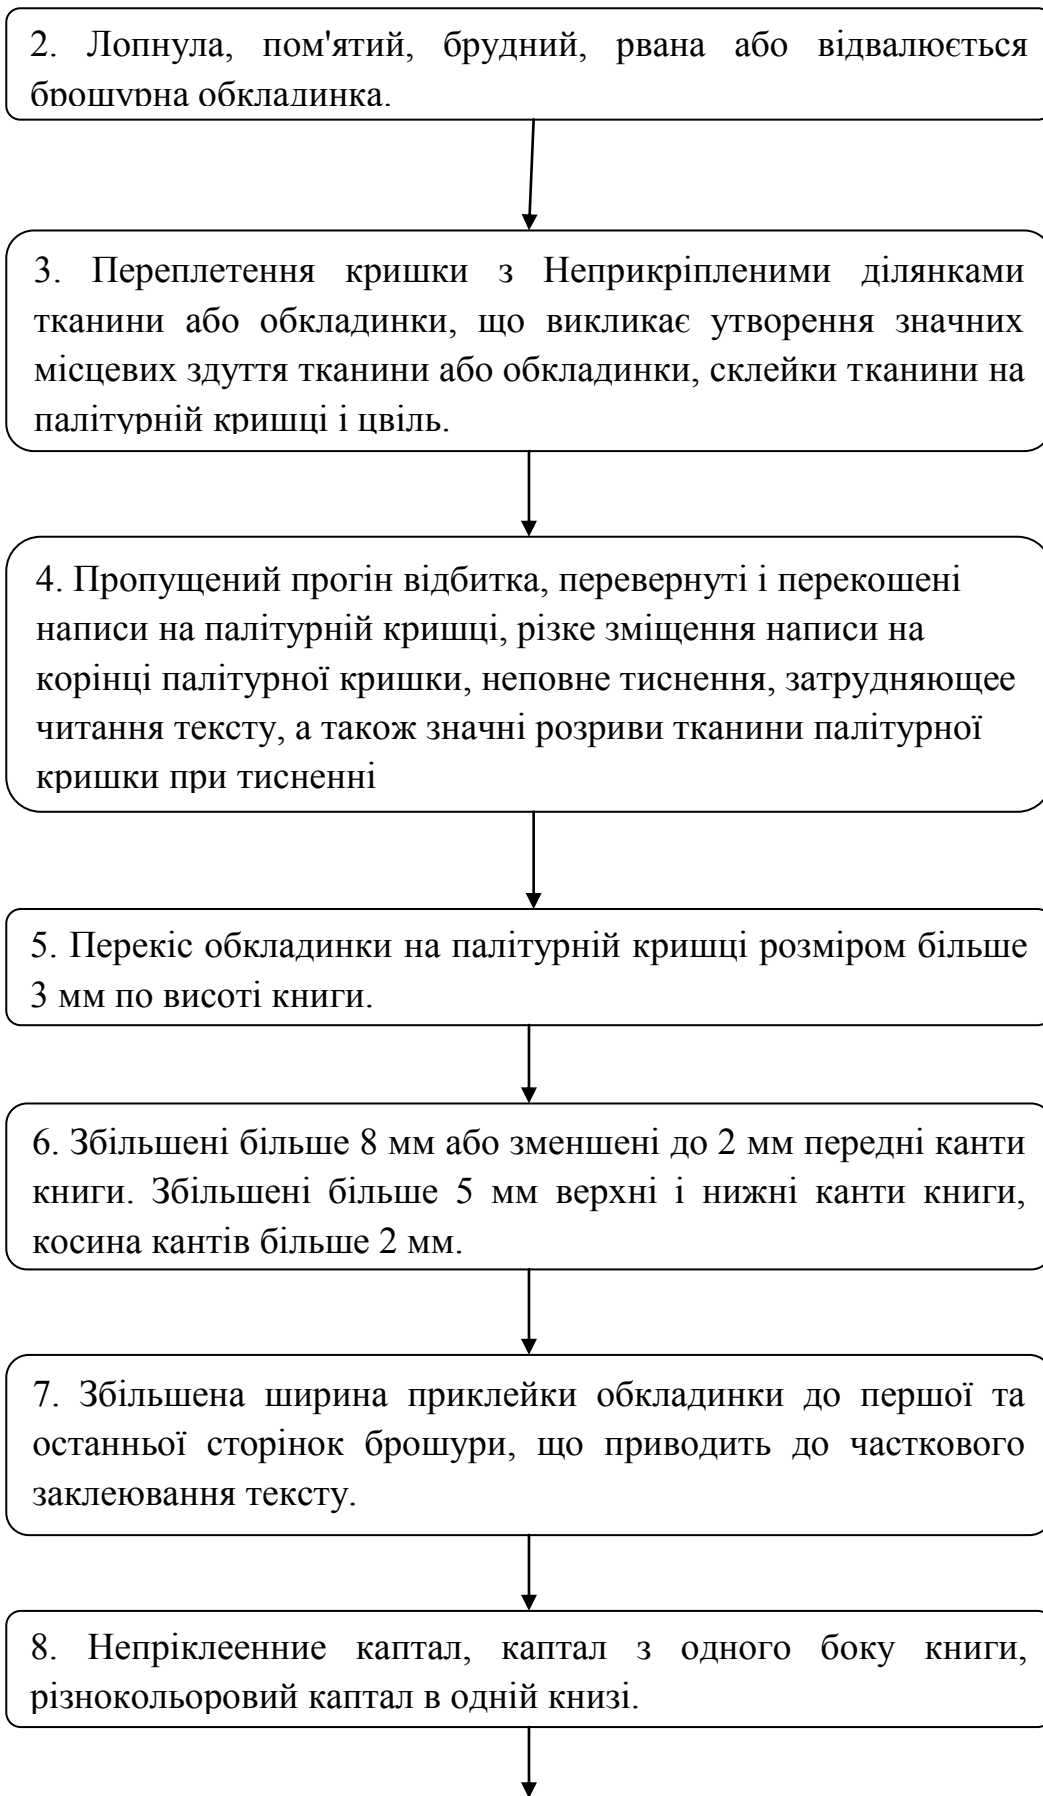 2. Лопнула, пом'ятий, брудний, рвана або відвалюється
брошурна обкладинка.
3. Переплетення кришки з Неприкріпленими ділянками
тканини або обкладинки, що викликає утворення значних
місцевих здуття тканини або обкладинки, склейки тканини на
палітурній кришці і цвіль.
4. Пропущений прогін відбитка, перевернуті і перекошені
написи на палітурній кришці, різке зміщення написи на
корінці палітурної кришки, неповне тиснення, затрудняющее
читання тексту, а також значні розриви тканини палітурної
кришки при тисненні
5. Перекіс обкладинки на палітурній кришці розміром більше
3 мм по висоті книги.
6. Збільшені більше 8 мм або зменшені до 2 мм передні канти
книги. Збільшені більше 5 мм верхні і нижні канти книги,
косина кантів більше 2 мм.
7. Збільшена ширина приклейки обкладинки до першої та
останньої сторінок брошури, що приводить до часткового
заклеювання тексту.
8. Непріклеенние каптал, каптал з одного боку книги,
різнокольоровий каптал в одній книзі.